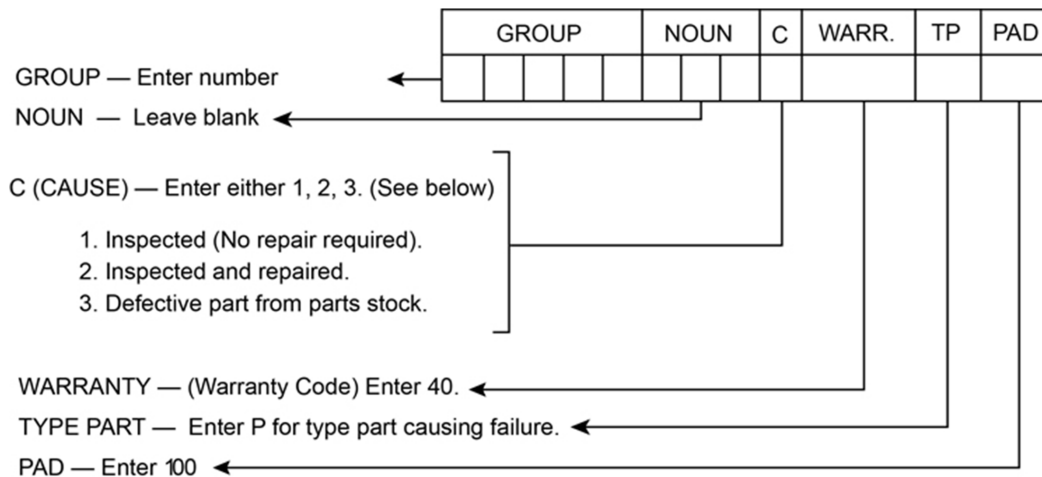 GROUP NOUN C WARR. TP PAD
GROUP — Enter number
NOUN — Leave blank
C (CAUSE) — Enter either 1, 2, 3. (See below)
1. Inspected (No repair required).
2. Inspected and repaired.
3. Defective part from parts stock.
WARRANTY — (Warranty Code) Enter 40.
TYPE PART — Enter P for type part causing failure.
PAD — Enter 100